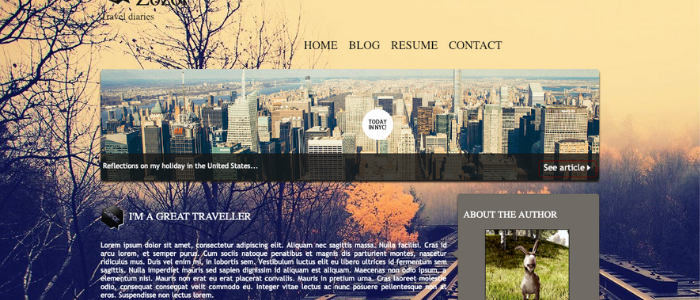 Zozor
Travel diaries
HOME BLOG RESUME CONTACT
TODAY
IN NYC!
Reflections on my holiday in the United States...
See article
I'M A GREAT TRAVELLER
ABOUT THE AUTHOR
Lorem ipsum dolor sit amet, consectetur adipiscing elit. Aliquam nec sagittis massa. Nulla facilisi. Cras id
arcu lorem, et semper purus. Cum sociis natoque penatibus et magnis dis parturient montes, nascetur
ridiculus mus. Duis vel enim mi, in lobortis sem. Vestibulum luctus elit eu libero ultrices id fermentum sem
sagittis. Nulla imperdiet mauris sed sapien dignissim id aliquam est aliquam. Maecenas non odio ipsum, a
elementum nisi. Mauris non erat eu erat placerat convallis. Mauris in pretium urna. Cras laoreet molestie
odio, consequat consequat velit commodo eu. Integer vitae lectus ac nunc posuere pellentesque non at
eros. Suspendisse non lectus lorem.